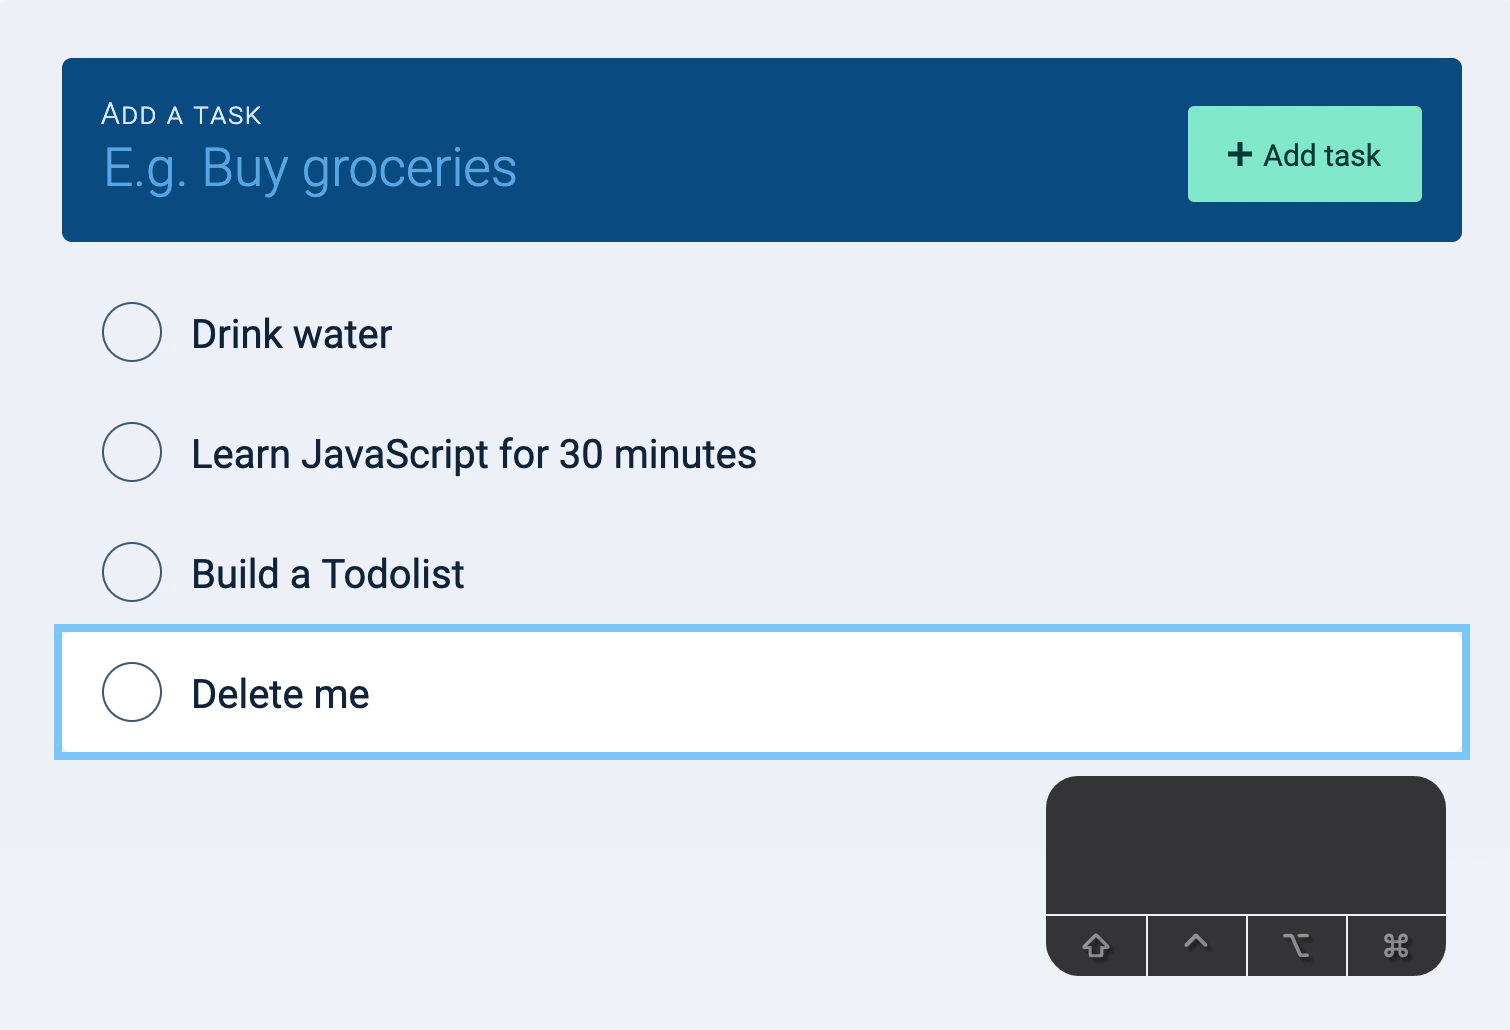 Add a task
E.g. Buy groceries
+ Add task
Drink water
Learn JavaScript for 30 minutes
Build a Todolist
Delete me
⇧ ⌃ ⌥ ⌘